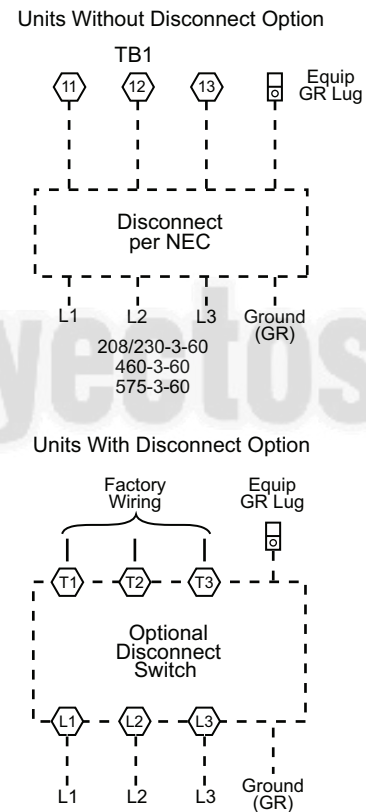 Units Without Disconnect Option
TB1
11 12 13 Equip
GR Lug
Disconnect
per NEC
L1 L2 L3 Ground
(GR)
208/230-3-60
460-3-60
575-3-60
Units With Disconnect Option
Factory
Wiring
Equip
GR Lug
T1 T2 T3
Optional
Disconnect
Switch
L1 L2 L3
L1 L2 L3 Ground
(GR)